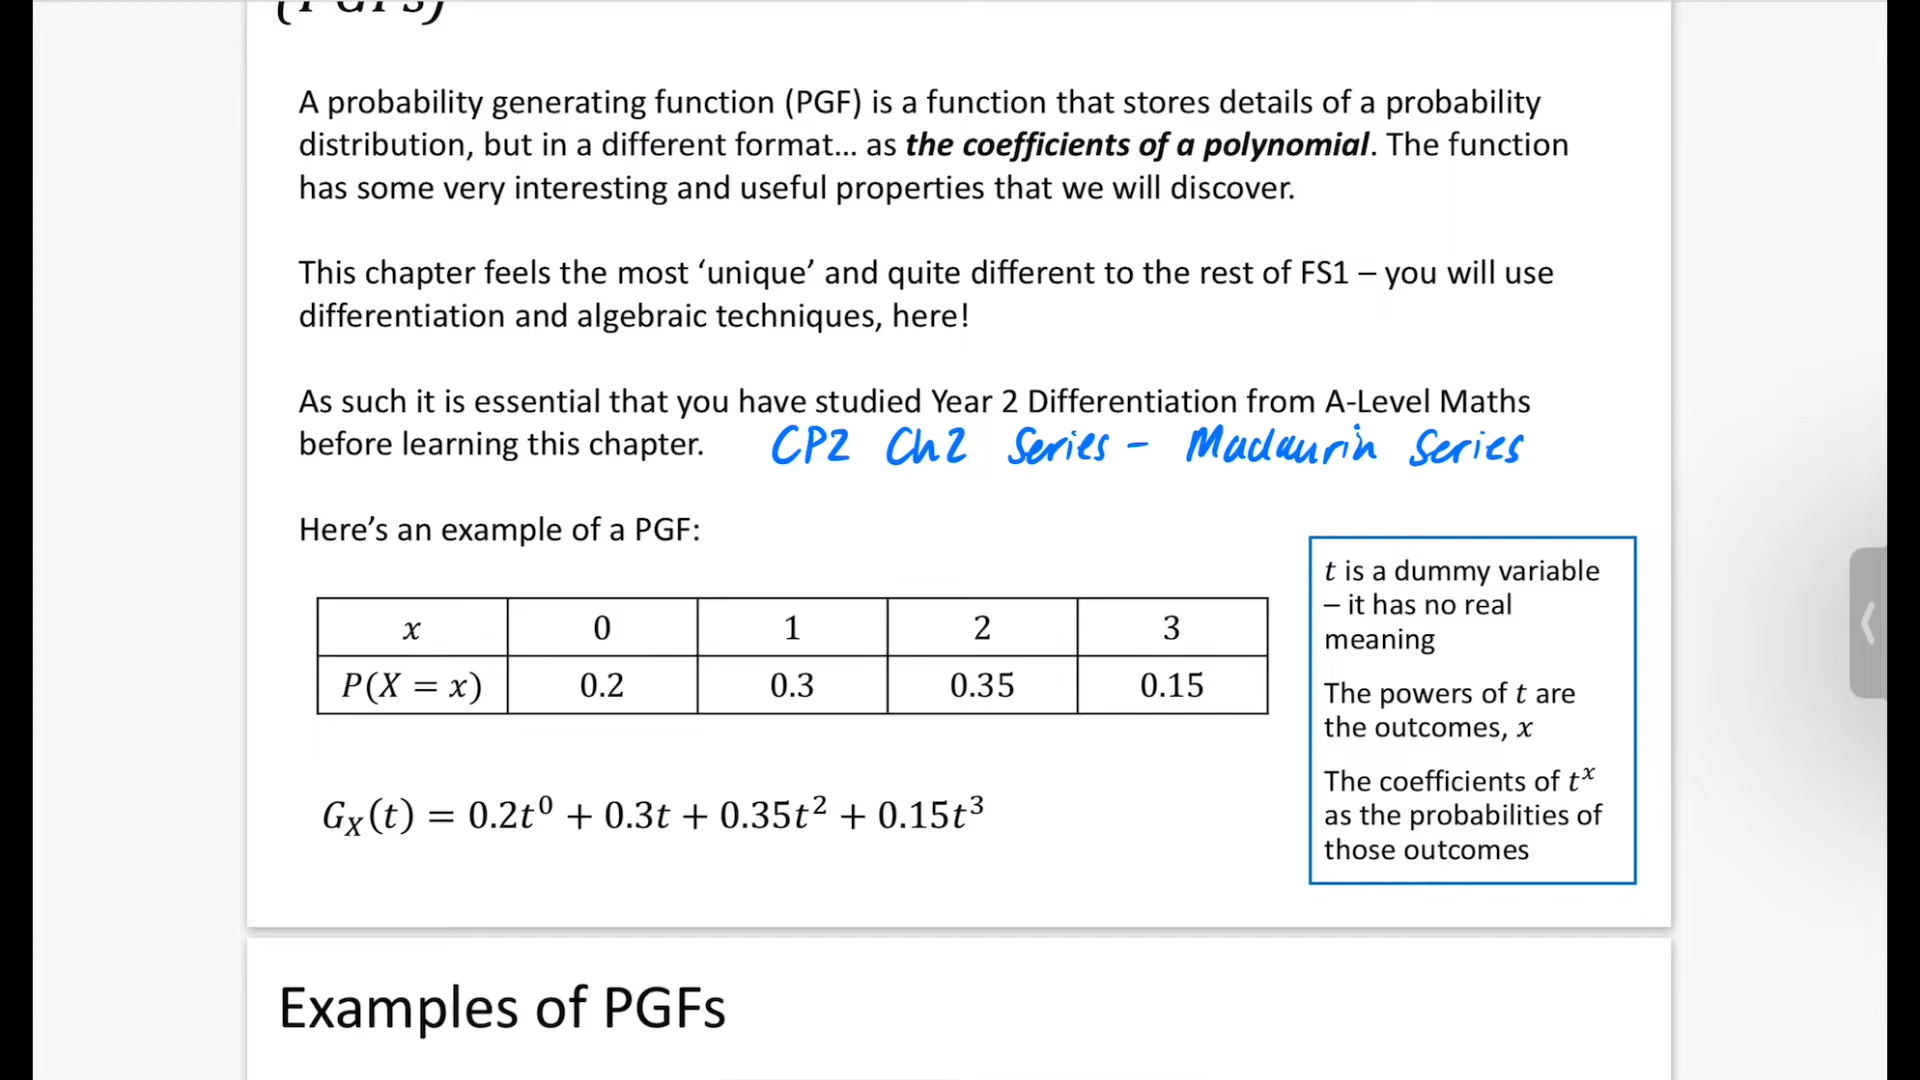 (PGFs)
A probability generating function (PGF) is a function that stores details of a probability
distribution, but in a different format... as the coefficients of a polynomial. The function
has some very interesting and useful properties that we will discover.
This chapter feels the most ‘unique’ and quite different to the rest of FS1 – you will use
differentiation and algebraic techniques, here!
As such it is essential that you have studied Year 2 Differentiation from A-Level Maths
before learning this chapter. CP2 Ch2 Series - Maclaurin Series
Here’s an example of a PGF:
x 0 1 2 3
P(X = x) 0.2 0.3 0.35 0.15
G_X(t) = 0.2t⁰ + 0.3t + 0.35t² + 0.15t³
t is a dummy variable
– it has no real
meaning
The powers of t are
the outcomes, x
The coefficients of tˣ
as the probabilities of
those outcomes
Examples of PGFs